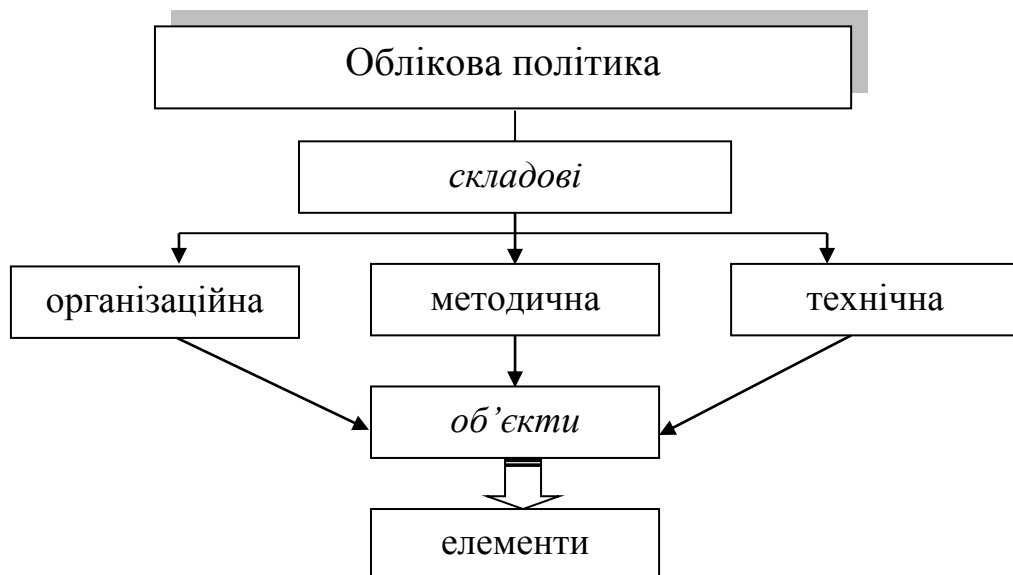 Облікова політика
складові
організаційна
методична
технічна
об’єкти
елементи